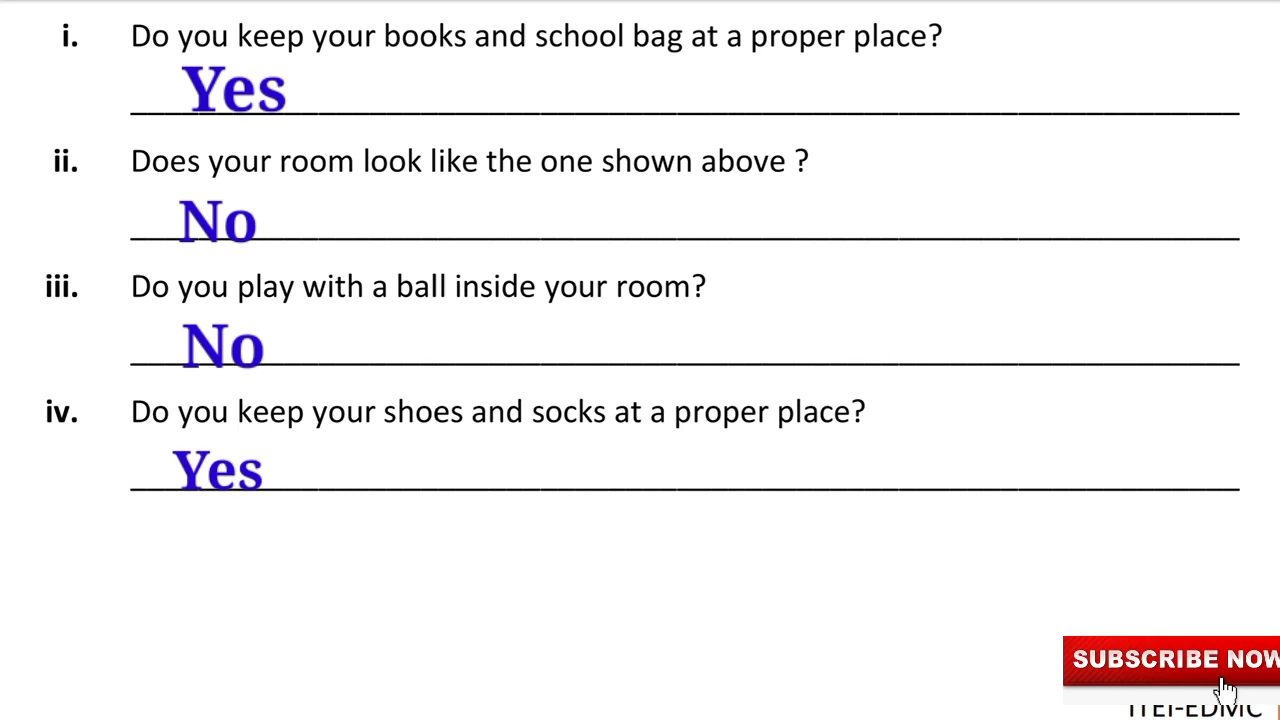 i. Do you keep your books and school bag at a proper place?
Yes
ii. Does your room look like the one shown above ?
No
iii. Do you play with a ball inside your room?
No
iv. Do you keep your shoes and socks at a proper place?
Yes
SUBSCRIBE NOW